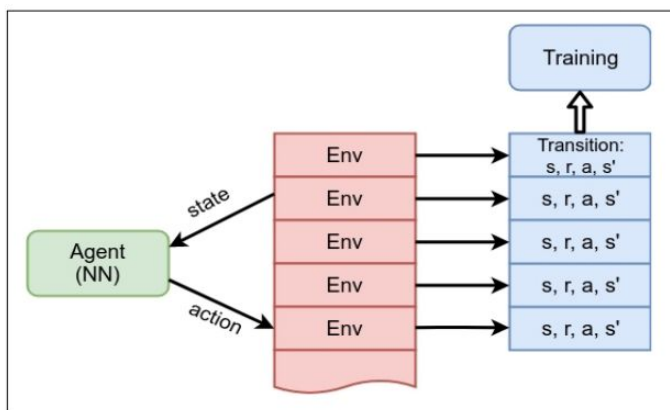 Training
Env
Transition:
s, r, a, s'
state
Env
s, r, a, s'
Agent
(NN)
Env
s, r, a, s'
Env
s, r, a, s'
action
Env
s, r, a, s'